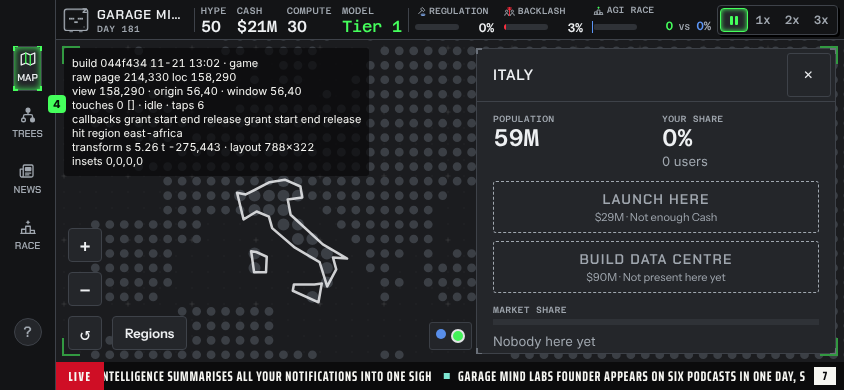 GARAGE MI...
DAY 181
HYPE
50
CASH
$21M
COMPUTE
30
MODEL
Tier 1
REGULATION
0%
BACKLASH
3%
AGI RACE
0 vs 0%
1x
2x
3x
MAP
4
TREES
NEWS
RACE
?
build 044f434 11-21 13:02 · game
raw page 214,330 loc 158,290
view 158,290 · origin 56,40 · window 56,40
touches 0 [] · idle · taps 6
callbacks grant start end release grant start end release
hit region east-africa
transform s 5.26 t -275,443 · layout 788×322
insets 0,0,0,0
+
−
↺
Regions
ITALY
×
POPULATION
59M
YOUR SHARE
0%
0 users
LAUNCH HERE
$29M · Not enough Cash
BUILD DATA CENTRE
$90M · Not present here yet
MARKET SHARE
Nobody here yet
LIVE
NTELLIGENCE SUMMARISES ALL YOUR NOTIFICATIONS INTO ONE SIGH
GARAGE MIND LABS FOUNDER APPEARS ON SIX PODCASTS IN ONE DAY, S
7